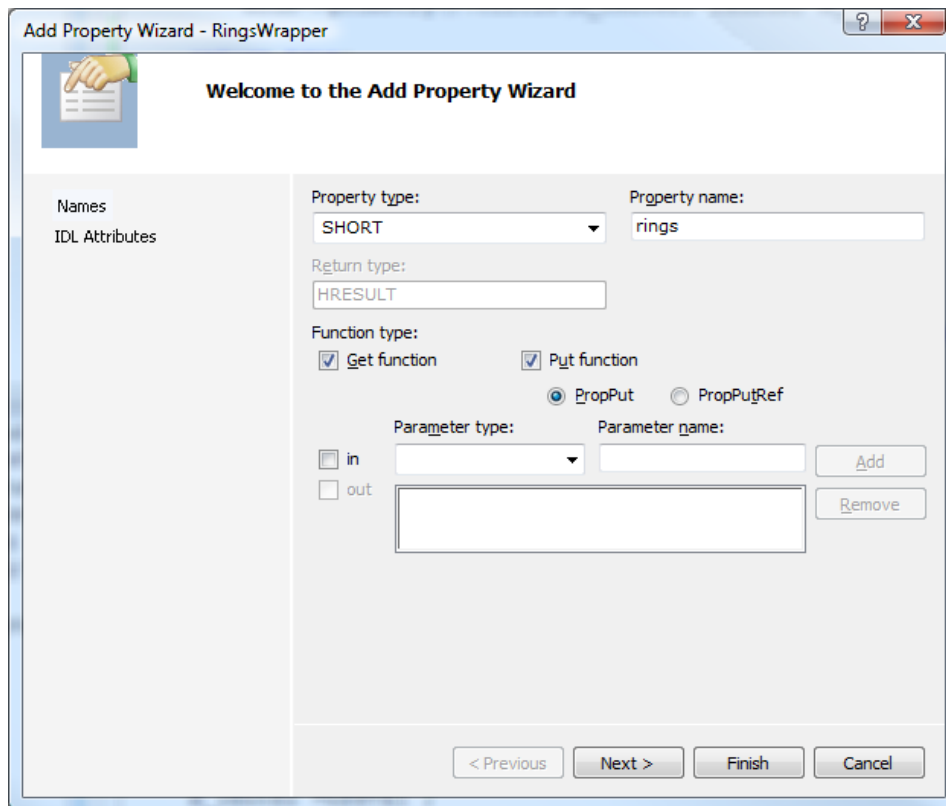 Add Property Wizard - RingsWrapper
?
X
Welcome to the Add Property Wizard
Names
IDL Attributes
Property type:
Property name:
SHORT
rings
Return type:
HRESULT
Function type:
Get function
Put function
PropPut
PropPutRef
Parameter type:
Parameter name:
in
Add
out
Remove
< Previous
Next >
Finish
Cancel